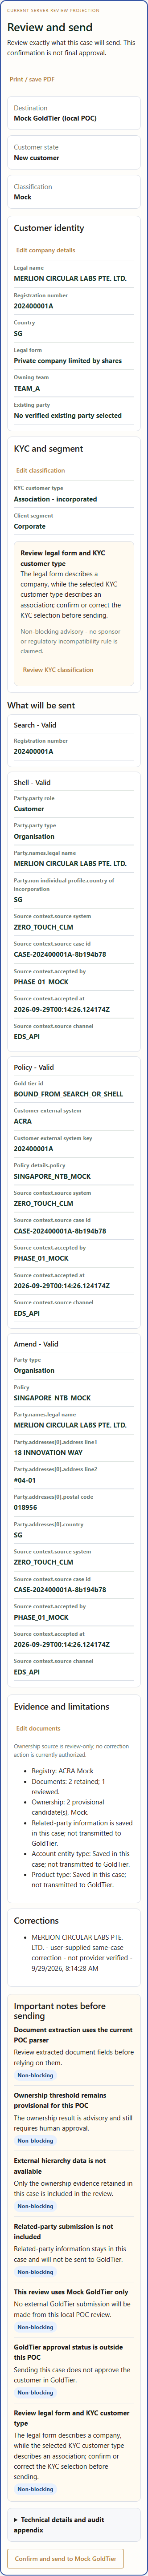 CURRENT SERVER REVIEW PROJECTION
Review and send
Review exactly what this case will send. This
confirmation is not final approval.
Print / save PDF
Destination
Mock GoldTier (local POC)
Customer state
New customer
Classification
Mock
Customer identity
Edit company details
Legal name
MERLION CIRCULAR LABS PTE. LTD.
Registration number
202400001A
Country
SG
Legal form
Private company limited by shares
Owning team
TEAM_A
Existing party
No verified existing party selected
KYC and segment
Edit classification
KYC customer type
Association - incorporated
Client segment
Corporate
Review legal form and KYC
customer type
The legal form describes a
company, while the selected KYC
customer type describes an
association; confirm or correct the
KYC selection before sending.
Non-blocking advisory - no sponsor
or regulatory incompatibility rule is
claimed.
Review KYC classification
What will be sent
Search - Valid
Registration number
202400001A
Shell - Valid
Party.party role
Customer
Party.party type
Organisation
Party.names.legal name
MERLION CIRCULAR LABS PTE. LTD.
Party.non individual profile.country of
incorporation
SG
Source context.source system
ZERO_TOUCH_CLM
Source context.source case id
CASE-202400001A-8b194b78
Source context.accepted by
PHASE_01_MOCK
Source context.accepted at
2026-09-29T00:14:26.124174Z
Source context.source channel
EDS_API
Policy - Valid
Gold tier id
BOUND_FROM_SEARCH_OR_SHELL
Customer external system
ACRA
Customer external system key
202400001A
Policy details.policy
SINGAPORE_NTB_MOCK
Source context.source system
ZERO_TOUCH_CLM
Source context.source case id
CASE-202400001A-8b194b78
Source context.accepted by
PHASE_01_MOCK
Source context.accepted at
2026-09-29T00:14:26.124174Z
Source context.source channel
EDS_API
Amend - Valid
Party type
Organisation
Policy
SINGAPORE_NTB_MOCK
Party.names.legal name
MERLION CIRCULAR LABS PTE. LTD.
Party.addresses[0].address line1
18 INNOVATION WAY
Party.addresses[0].address line2
#04-01
Party.addresses[0].postal code
018956
Party.addresses[0].country
SG
Source context.source system
ZERO_TOUCH_CLM
Source context.source case id
CASE-202400001A-8b194b78
Source context.accepted by
PHASE_01_MOCK
Source context.accepted at
2026-09-29T00:14:26.124174Z
Source context.source channel
EDS_API
Evidence and limitations
Edit documents
Ownership source is review-only; no correction
action is currently authorized.
• Registry: ACRA Mock
• Documents: 2 retained; 1
reviewed.
• Ownership: 2 provisional
candidate(s), Mock.
• Related-party information is saved
in this case; not transmitted to
GoldTier.
• Account entity type: Saved in this
case; not transmitted to GoldTier.
• Product type: Saved in this case;
not transmitted to GoldTier.
Corrections
• MERLION CIRCULAR LABS PTE.
LTD. - user-supplied same-case
correction - not provider verified -
9/29/2026, 8:14:28 AM
Important notes before
sending
Document extraction uses the current
POC parser
Review extracted document fields before
relying on them.
Non-blocking
Ownership threshold remains
provisional for this POC
The ownership result is advisory and still
requires human approval.
Non-blocking
External hierarchy data is not
available
Only the ownership evidence retained in
this case is included in the review.
Non-blocking
Related-party submission is not
included
Related-party information stays in this
case and will not be sent to GoldTier.
Non-blocking
This review uses Mock GoldTier only
No external GoldTier submission will be
made from this local POC review.
Non-blocking
GoldTier approval status is outside
this POC
Sending this case does not approve the
customer in GoldTier.
Non-blocking
Review legal form and KYC customer
type
The legal form describes a company,
while the selected KYC customer type
describes an association; confirm or
correct the KYC selection before
sending.
Non-blocking
▶ Technical details and audit
appendix
Confirm and send to Mock GoldTier